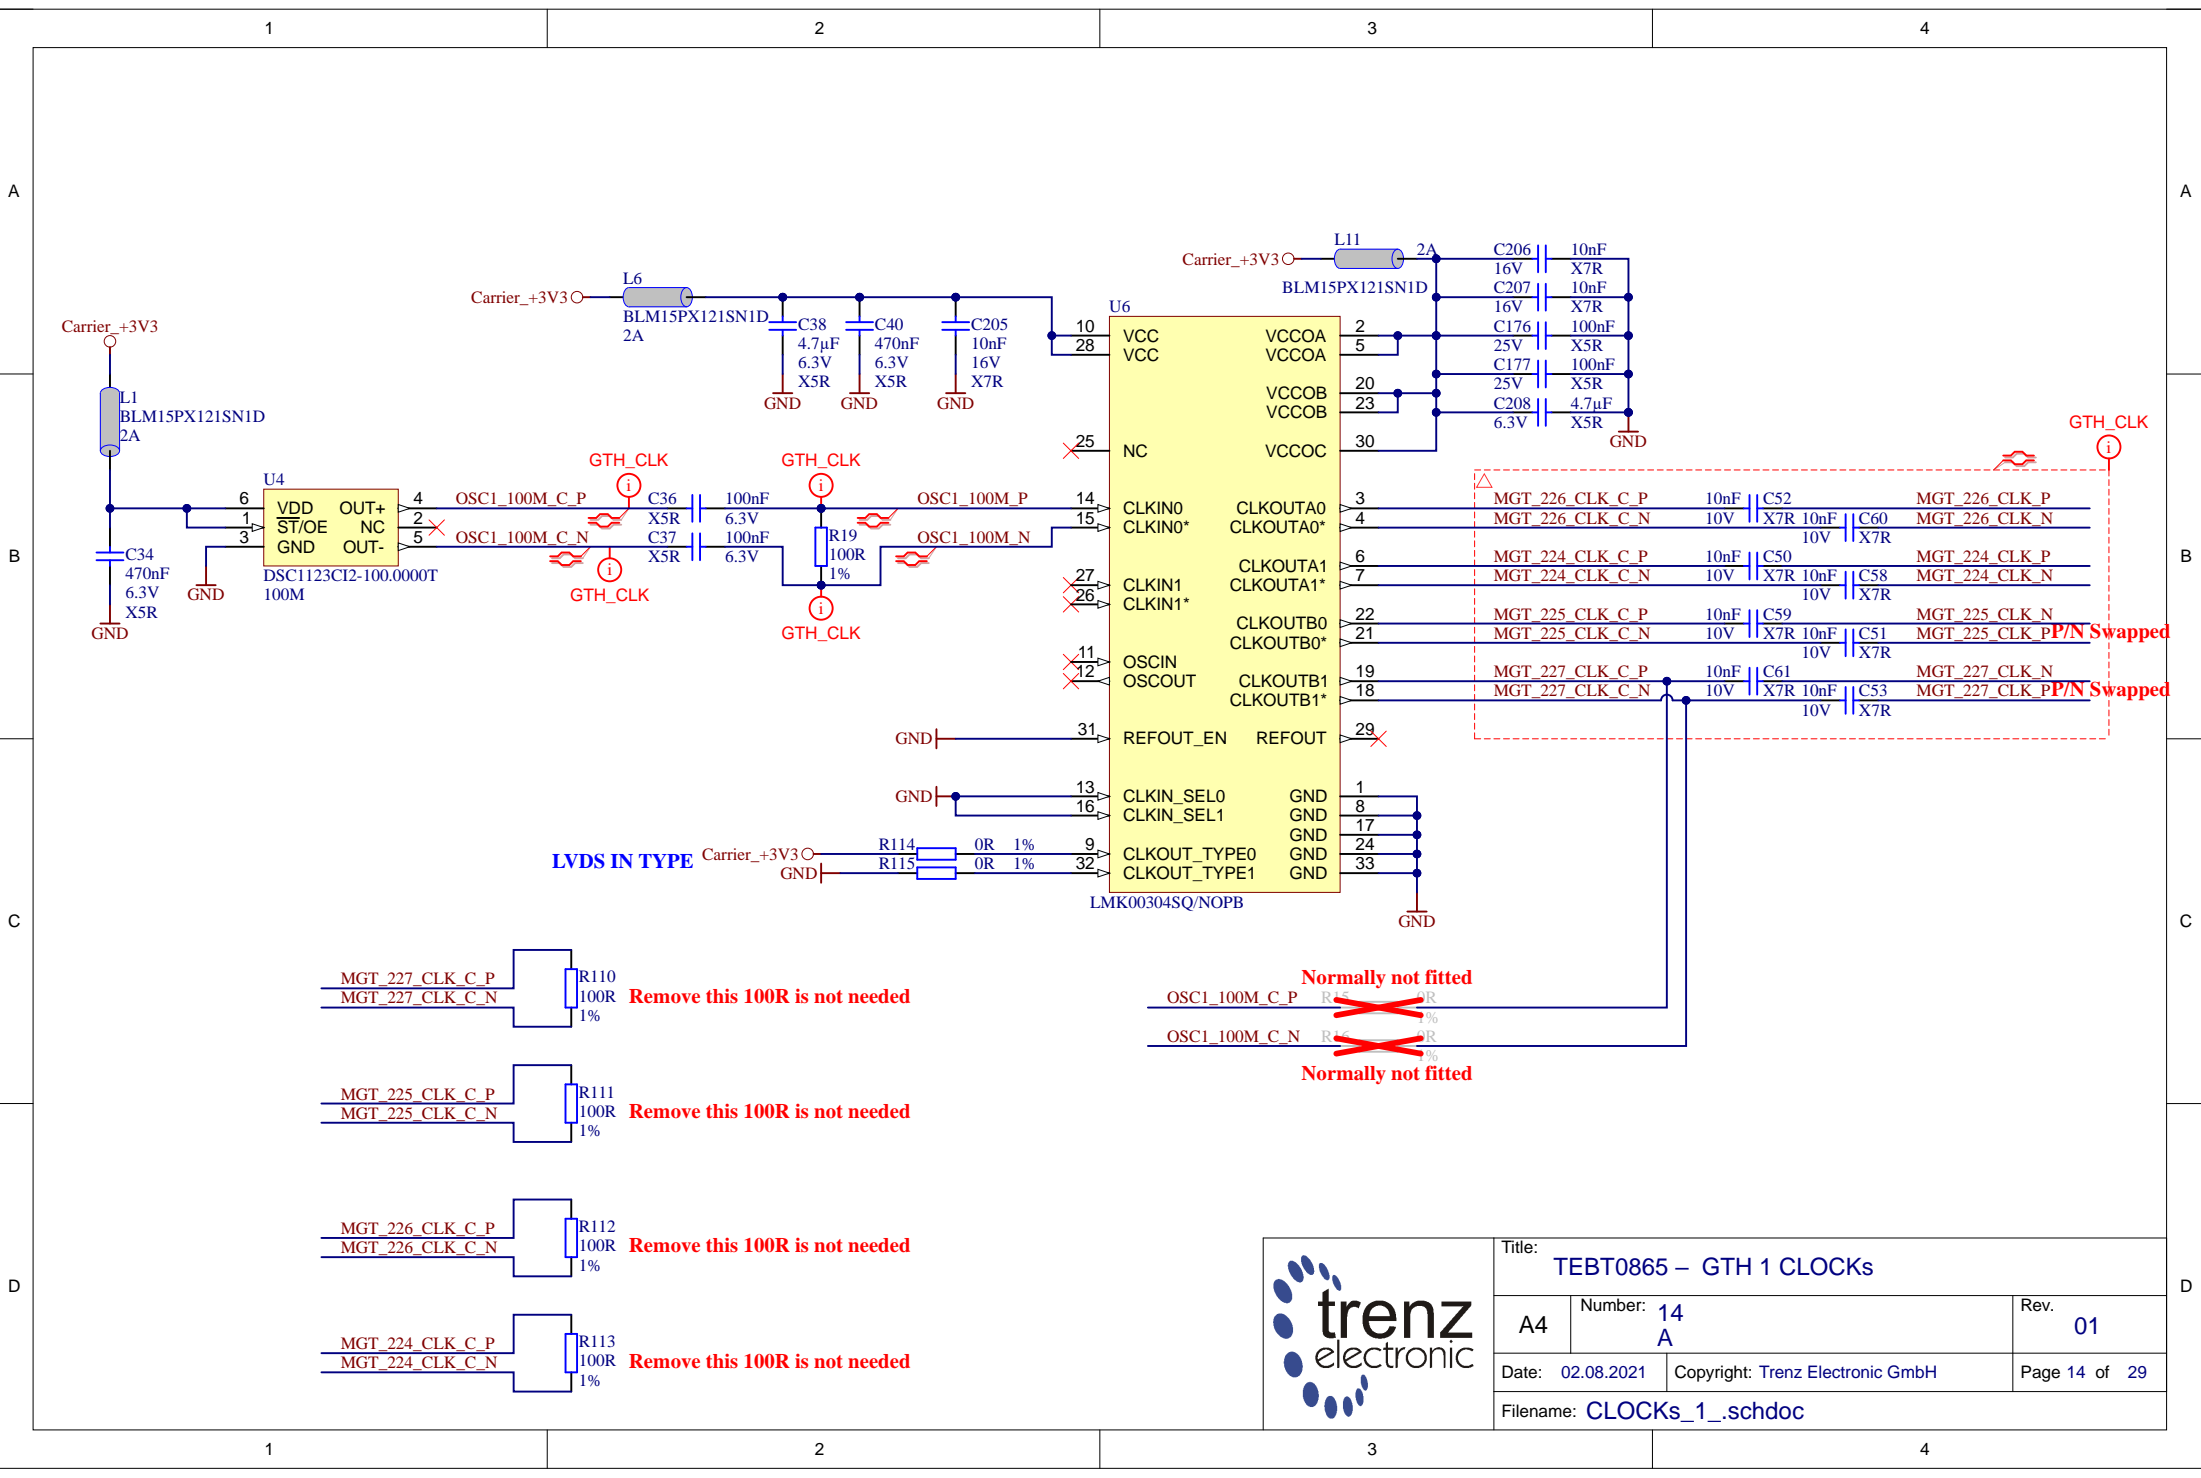 1 2 3 4
A A
B B
C C
D D
Carrier_+3V3
L1
BLM15PX121SN1D
2A
C34
470nF
6.3V
X5R
GND
GND
U4
6 VDD OUT+ 4
1 ST/OE NC 2
3 GND OUT- 5
DSC1123CI2-100.0000T
100M
OSC1_100M_C_P
OSC1_100M_C_N
GTH_CLK
i
GTH_CLK
i
C36 100nF
X5R 6.3V
C37 100nF
X5R 6.3V
GTH_CLK
i
R19
100R
1%
GTH_CLK
i
OSC1_100M_P
OSC1_100M_N
Carrier_+3V3
L6
BLM15PX121SN1D
2A
C38
4.7µF
6.3V
X5R
GND
C40
470nF
6.3V
X5R
GND
C205
10nF
16V
X7R
GND
Carrier_+3V3
L11
2A
BLM15PX121SN1D
C206 10nF
16V X7R
C207 10nF
16V X7R
C176 100nF
25V X5R
C177 100nF
25V X5R
C208 4.7µF
6.3V X5R
GND
U6
10 VCC VCCOA 2
28 VCC VCCOA 5
VCCOB 20
VCCOB 23
25 NC VCCOC 30
14 CLKIN0 CLKOUTA0 3
15 CLKIN0* CLKOUTA0* 4
CLKOUTA1 6
27 CLKIN1 CLKOUTA1* 7
26 CLKIN1*
CLKOUTB0 22
CLKOUTB0* 21
11 OSCIN
12 OSCOUT CLKOUTB1 19
CLKOUTB1* 18
GND 31 REFOUT_EN REFOUT 29
GND 13 CLKIN_SEL0 GND 1
16 CLKIN_SEL1 GND 8
GND 17
9 CLKOUT_TYPE0 GND 24
32 CLKOUT_TYPE1 GND 33
LMK00304SQ/NOPB
GND
LVDS IN TYPE
Carrier_+3V3 R114 0R 1%
GND R115 0R 1%
GTH_CLK
i
MGT_226_CLK_C_P 10nF C52 MGT_226_CLK_P
MGT_226_CLK_C_N 10V X7R 10nF C60 MGT_226_CLK_N
10V X7R
MGT_224_CLK_C_P 10nF C50 MGT_224_CLK_P
MGT_224_CLK_C_N 10V X7R 10nF C58 MGT_224_CLK_N
10V X7R
MGT_225_CLK_C_P 10nF C59 MGT_225_CLK_N
MGT_225_CLK_C_N 10V X7R 10nF C51 MGT_225_CLK_P P/N Swapped
10V X7R
MGT_227_CLK_C_P 10nF C61 MGT_227_CLK_N
MGT_227_CLK_C_N 10V X7R 10nF C53 MGT_227_CLK_P P/N Swapped
10V X7R
Normally not fitted
OSC1_100M_C_P R15 0R
1%
OSC1_100M_C_N R16 0R
1%
Normally not fitted
MGT_227_CLK_C_P
MGT_227_CLK_C_N
R110
100R
1%
Remove this 100R is not needed
MGT_225_CLK_C_P
MGT_225_CLK_C_N
R111
100R
1%
Remove this 100R is not needed
MGT_226_CLK_C_P
MGT_226_CLK_C_N
R112
100R
1%
Remove this 100R is not needed
MGT_224_CLK_C_P
MGT_224_CLK_C_N
R113
100R
1%
Remove this 100R is not needed
trenz
electronic
Title:
TEBT0865 – GTH 1 CLOCKs
A4
Number: 14
A
Rev.
01
Date: 02.08.2021
Copyright: Trenz Electronic GmbH
Page 14 of 29
Filename: CLOCKs_1_.schdoc
1 2 3 4